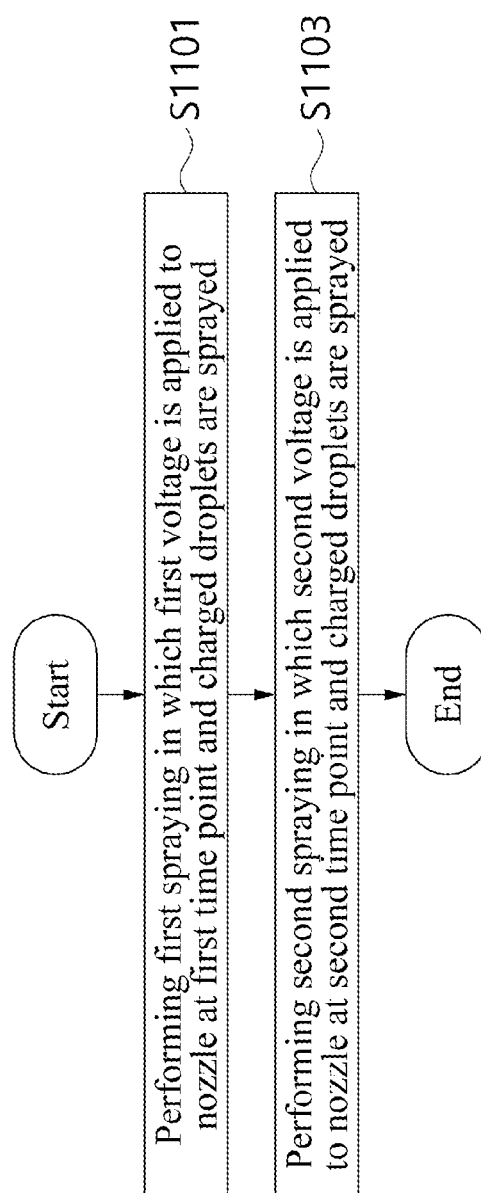 Start
Performing first spraying in which first voltage is applied to
nozzle at first time point and charged droplets are sprayed
S1101
Performing second spraying in which second voltage is applied
to nozzle at second time point and charged droplets are sprayed
S1103
End